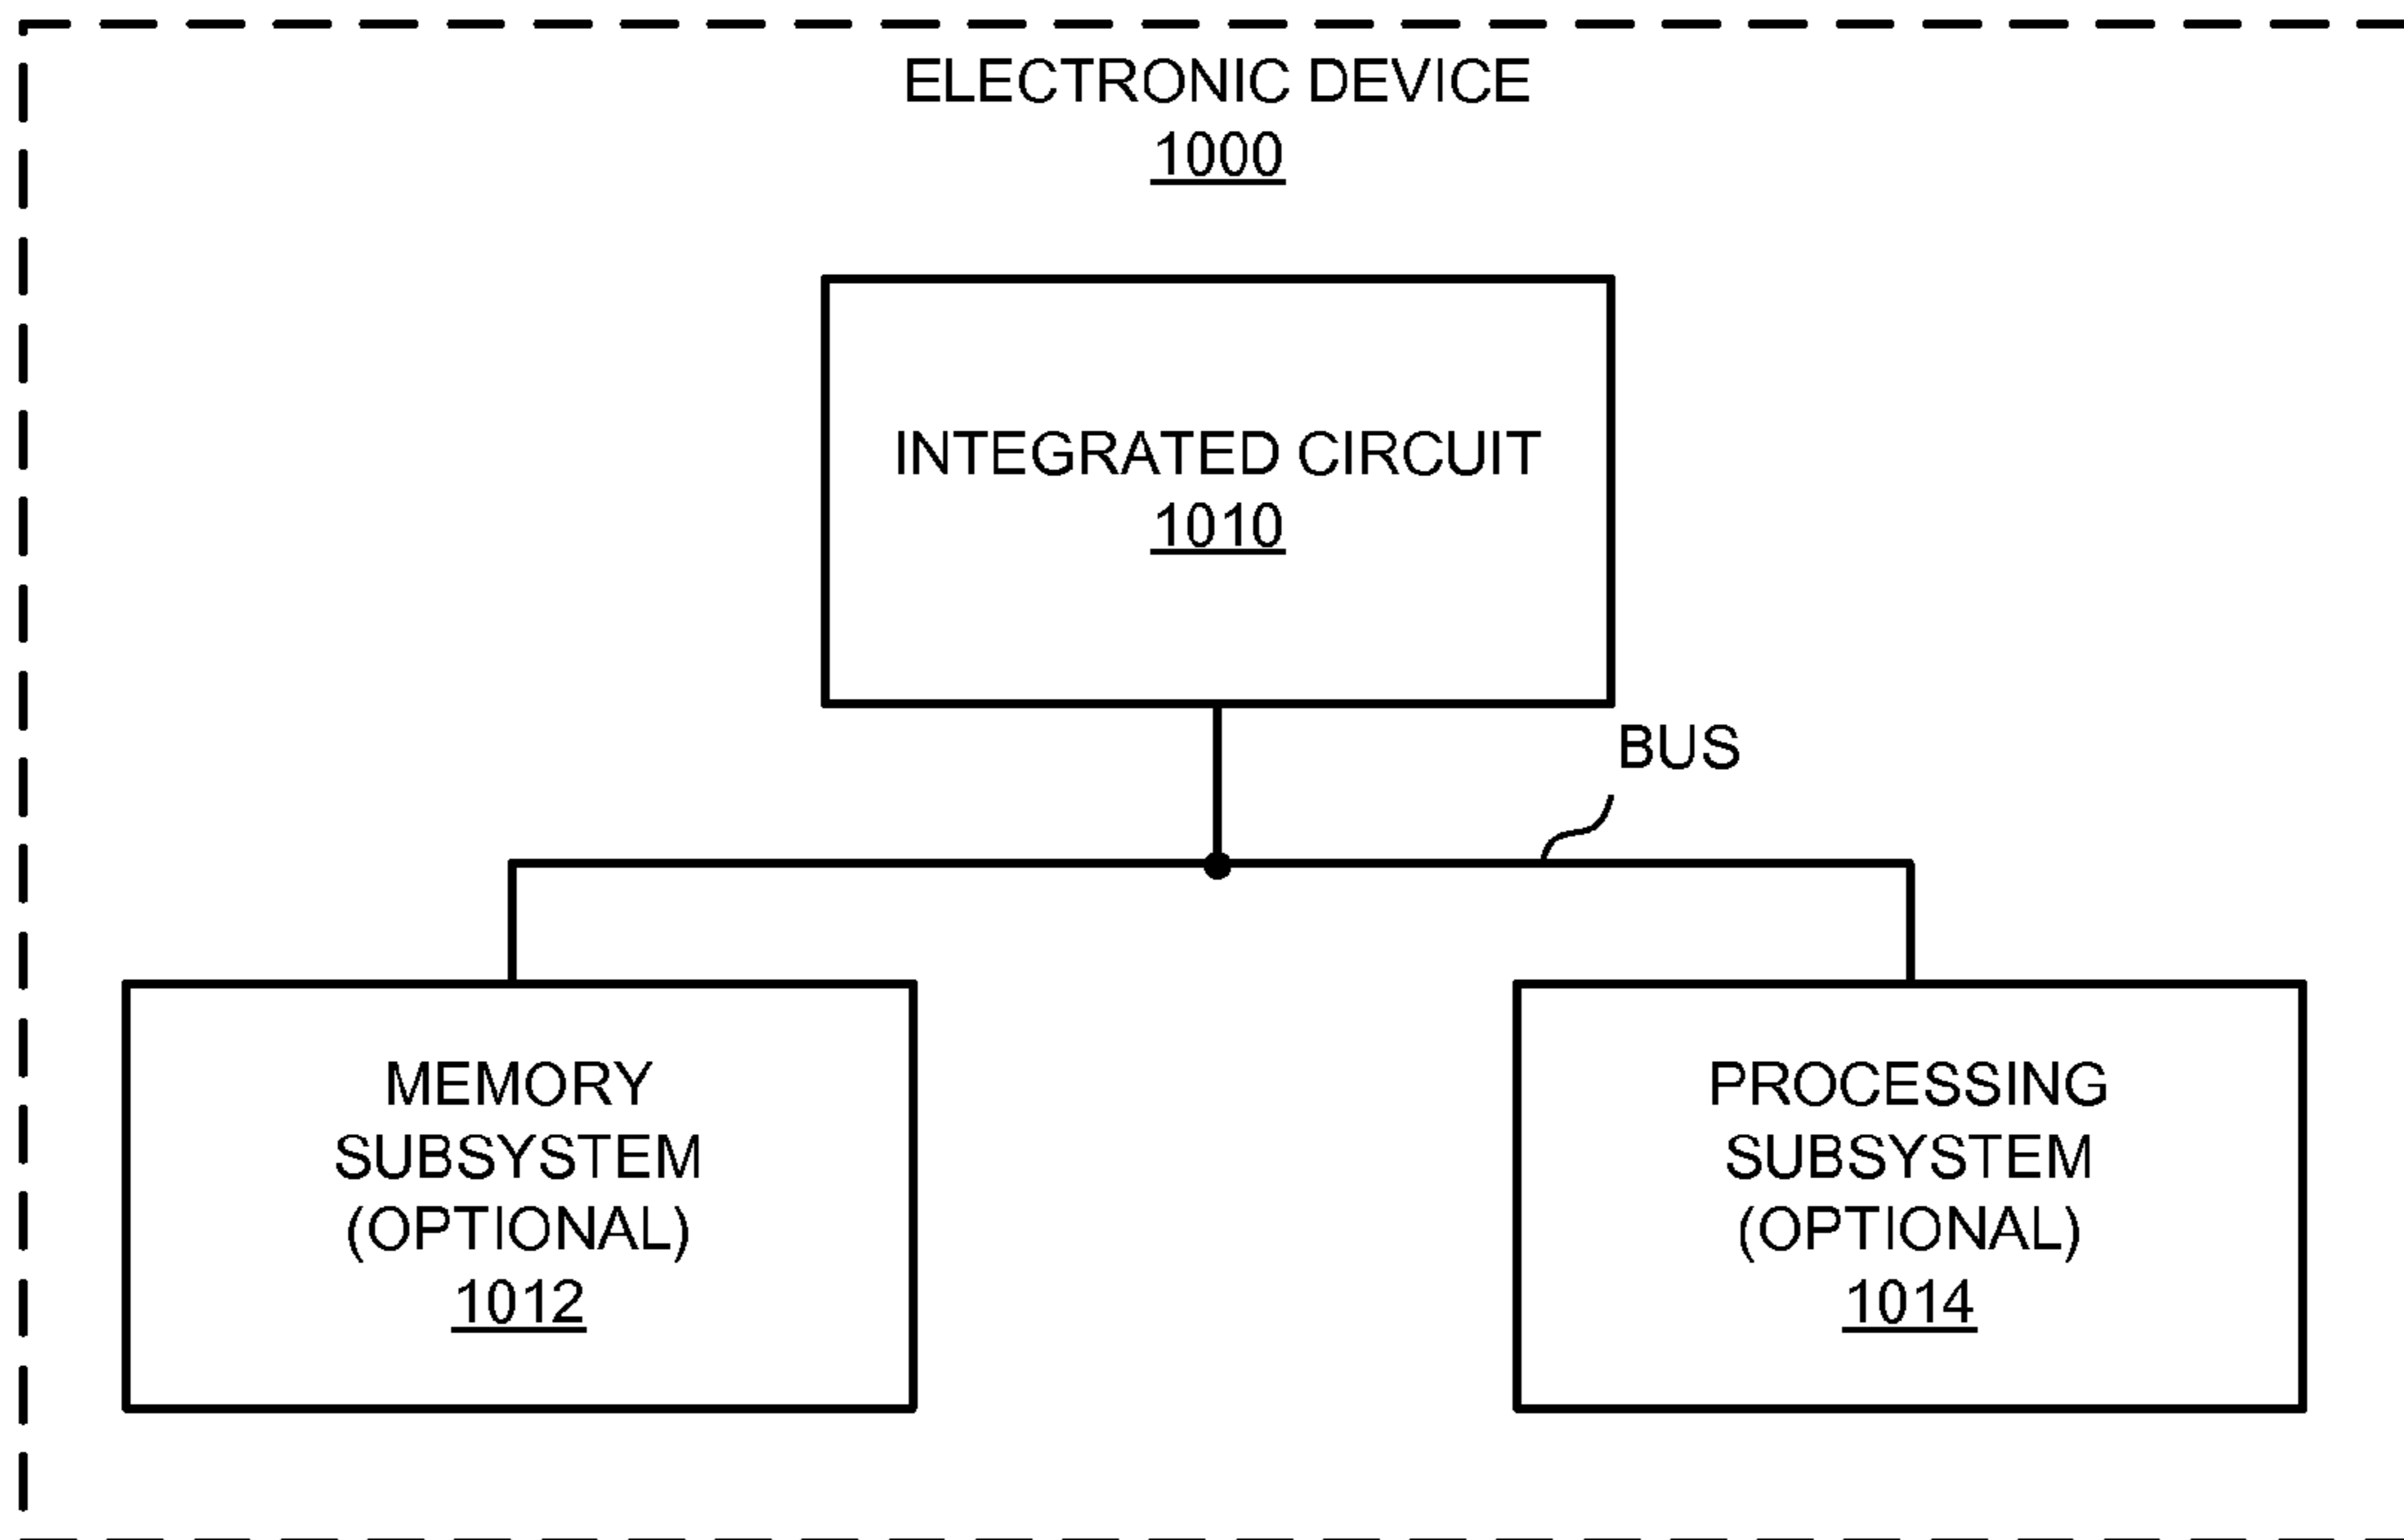 ELECTRONIC DEVICE
1000
INTEGRATED CIRCUIT
1010
BUS
MEMORY
SUBSYSTEM
(OPTIONAL)
1012
PROCESSING
SUBSYSTEM
(OPTIONAL)
1014